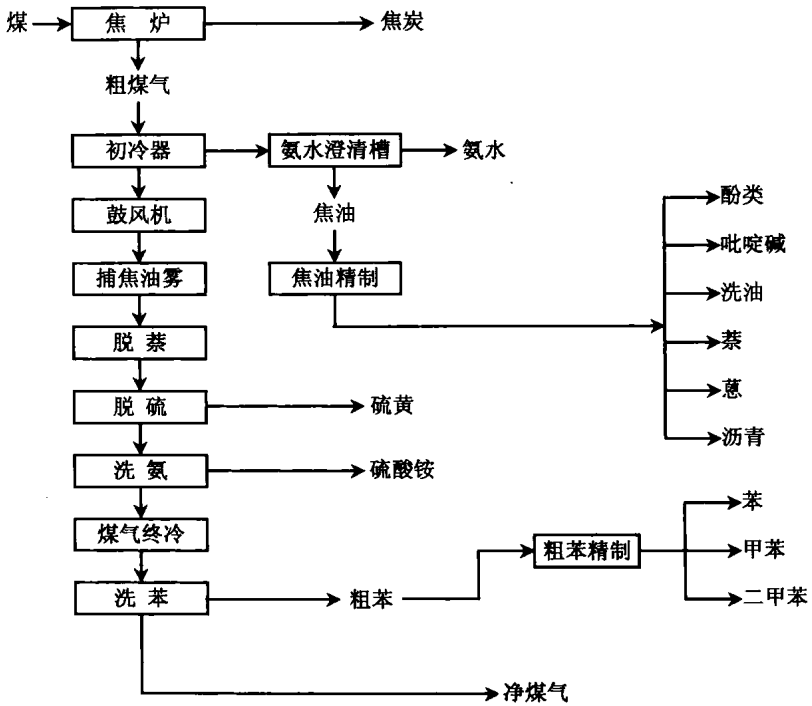 煤
焦 炉
焦炭
粗煤气
初冷器
氨水澄清槽
氨水
鼓风机
焦油
酚类
吡啶碱
捕焦油雾
焦油精制
洗油
脱 萘
萘
蒽
脱 硫
硫黄
沥青
洗 氨
硫酸铵
苯
煤气终冷
粗苯精制
甲苯
洗 苯
粗苯
二甲苯
净煤气